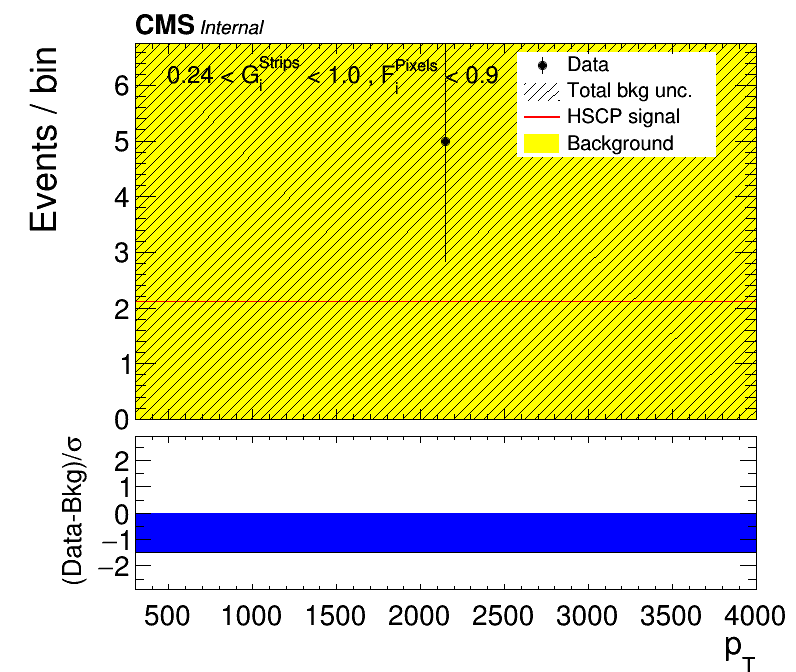 CMS Internal
0.24 < G_i^Strips < 1.0 , F_i^Pixels < 0.9
Data
Total bkg unc.
HSCP signal
Background
Events / bin
6
5
4
3
2
1
0
(Data-Bkg)/σ
2
1
0
−1
−2
500 1000 1500 2000 2500 3000 3500 4000
p_T